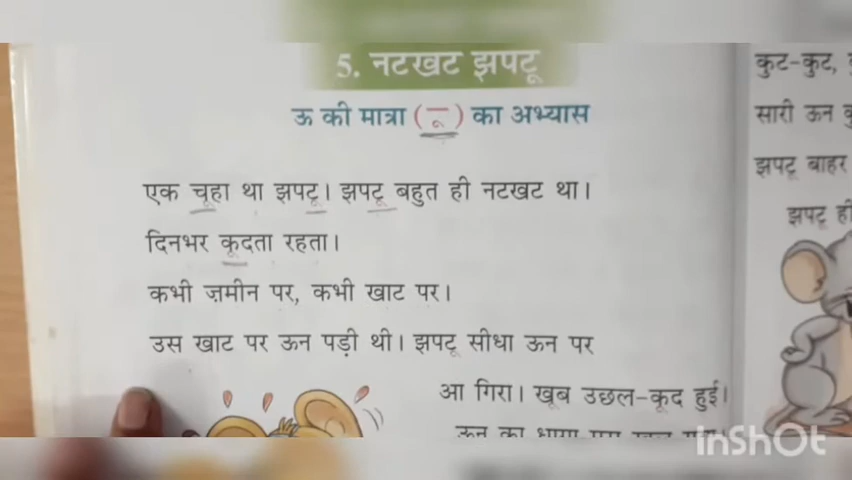 5. नटखट झपटू
ऊ की मात्रा ( ू ) का अभ्यास
एक चूहा था झपटू। झपटू बहुत ही नटखट था।
दिनभर कूदता रहता।
कभी ज़मीन पर, कभी खाट पर।
उस खाट पर ऊन पड़ी थी। झपटू सीधा ऊन पर
आ गिरा। खूब उछल-कूद हुई।
ऊन का धागा
कुट-कुट,
सारी ऊन
झपटू बाहर
झपटू ही
InShOt